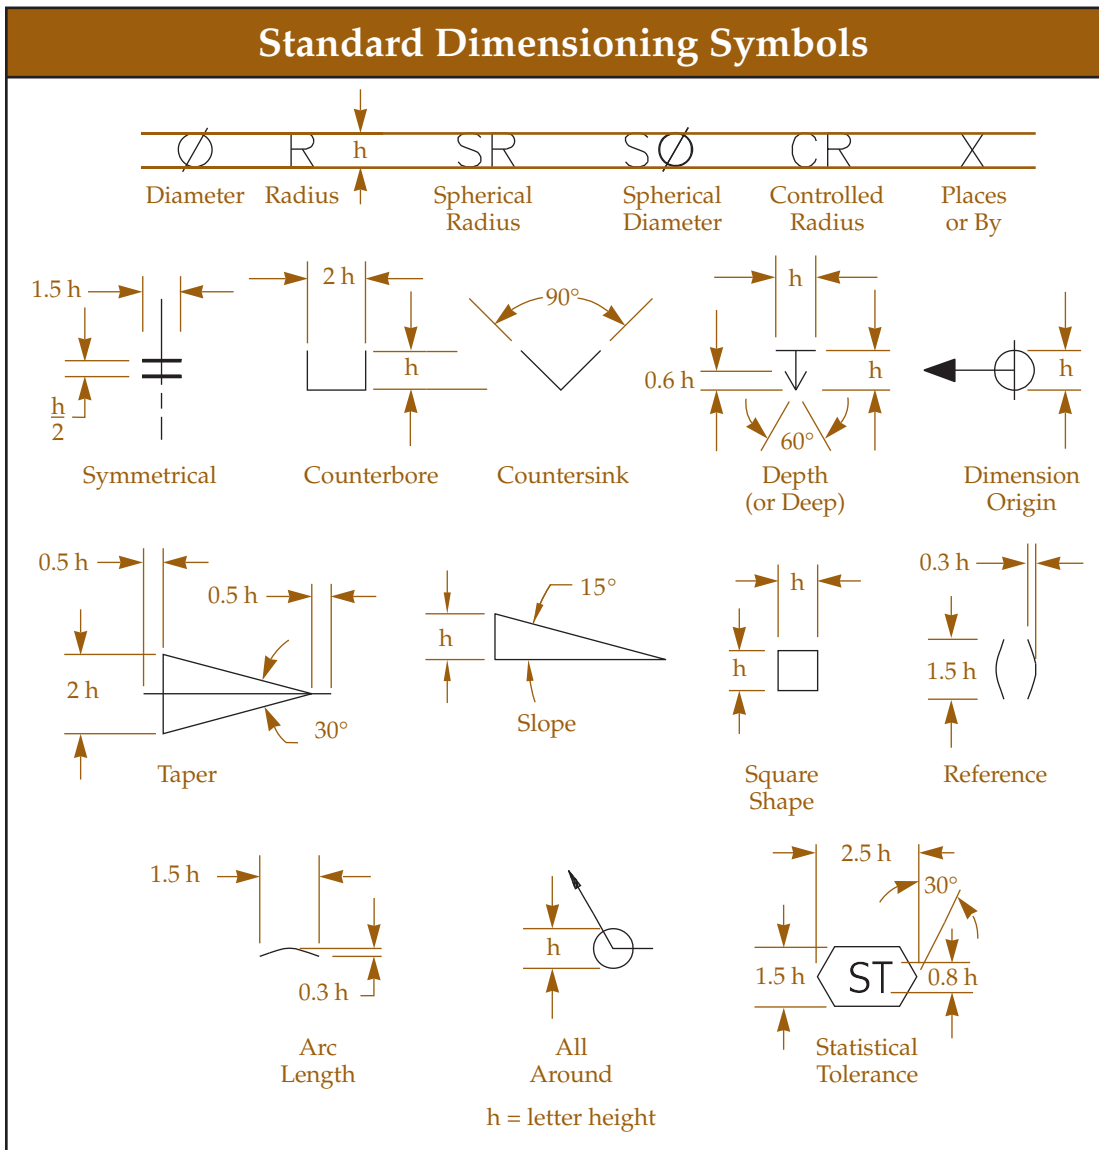 Standard Dimensioning Symbols
Ø R h SR SØ CR X
Diameter Radius Spherical Radius Spherical Diameter Controlled Radius Places or By
1.5 h
h
2
Symmetrical
2 h
h
Counterbore
90°
Countersink
h
0.6 h
h
60°
Depth
(or Deep)
h
Dimension
Origin
0.5 h
0.5 h
2 h
30°
Taper
15°
h
Slope
h
h
Square
Shape
0.3 h
1.5 h
Reference
1.5 h
0.3 h
Arc
Length
h
All
Around
2.5 h
30°
1.5 h
ST
0.8 h
Statistical
Tolerance
h = letter height